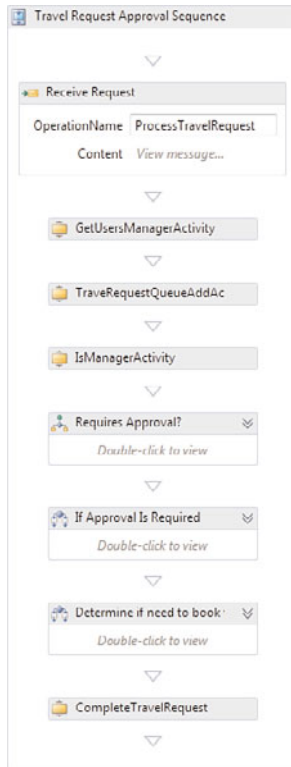 Travel Request Approval Sequence
Receive Request
OperationName ProcessTravelRequest
Content View message...
GetUsersManagerActivity
TraveRequestQueueAddAc
IsManagerActivity
Requires Approval?
Double-click to view
If Approval Is Required
Double-click to view
Determine if need to book
Double-click to view
CompleteTravelRequest